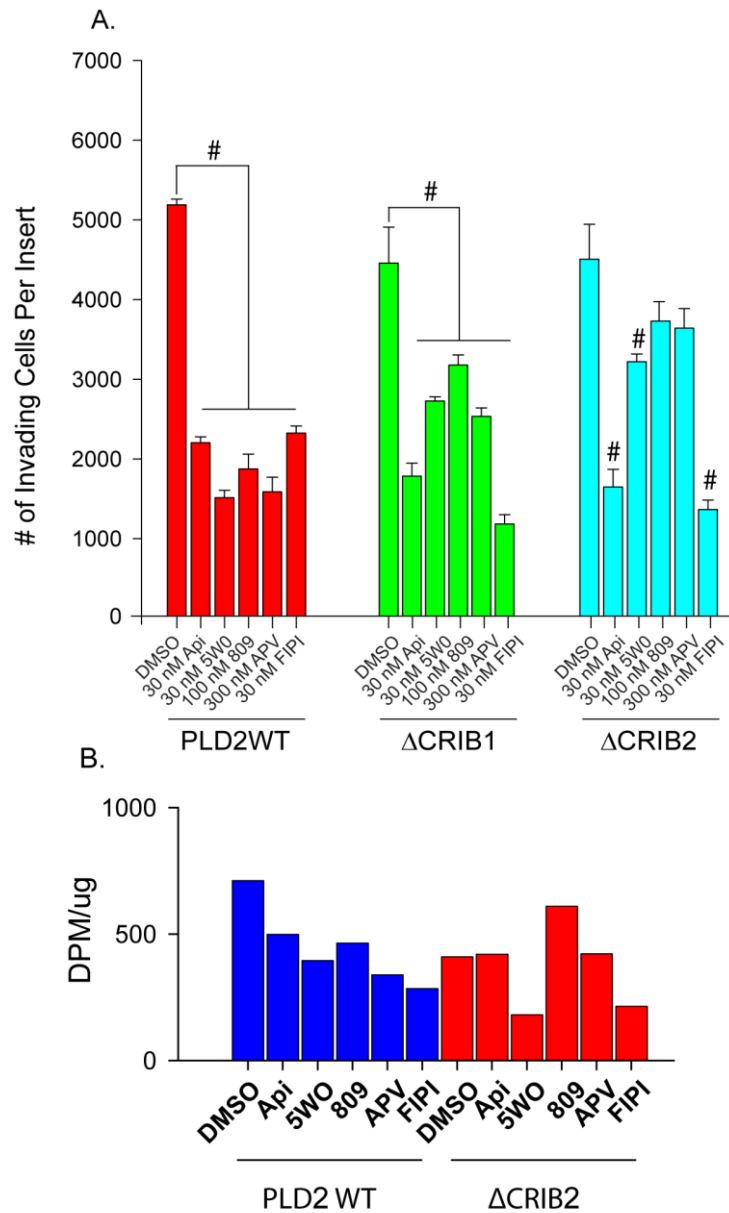 A.
# of Invading Cells Per Insert
7000
6000
5000
4000
3000
2000
1000
0
#
#
#
#
#
DMSO
30 nM Api
30 nM 5W0
100 nM 809
300 nM APV
30 nM FIPI
DMSO
30 nM Api
30 nM 5W0
100 nM 809
300 nM APV
30 nM FIPI
DMSO
30 nM Api
30 nM 5W0
100 nM 809
300 nM APV
30 nM FIPI
PLD2WT
ΔCRIB1
ΔCRIB2
B.
DPM/ug
1000
500
0
DMSO
Api
5WO
809
APV
FIPI
DMSO
Api
5WO
809
APV
FIPI
PLD2 WT
ΔCRIB2